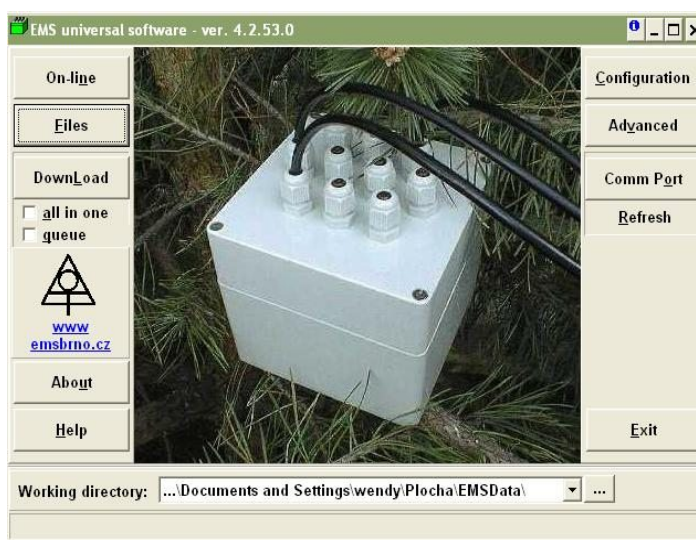 EMS universal software - ver. 4.2.53.0
On-line
Files
DownLoad
all in one
queue
www
emsbrno.cz
About
Help
Configuration
Advanced
Comm Port
Refresh
Exit
Working directory: ...\Documents and Settings\wendy\Plocha\EMSData\ ...